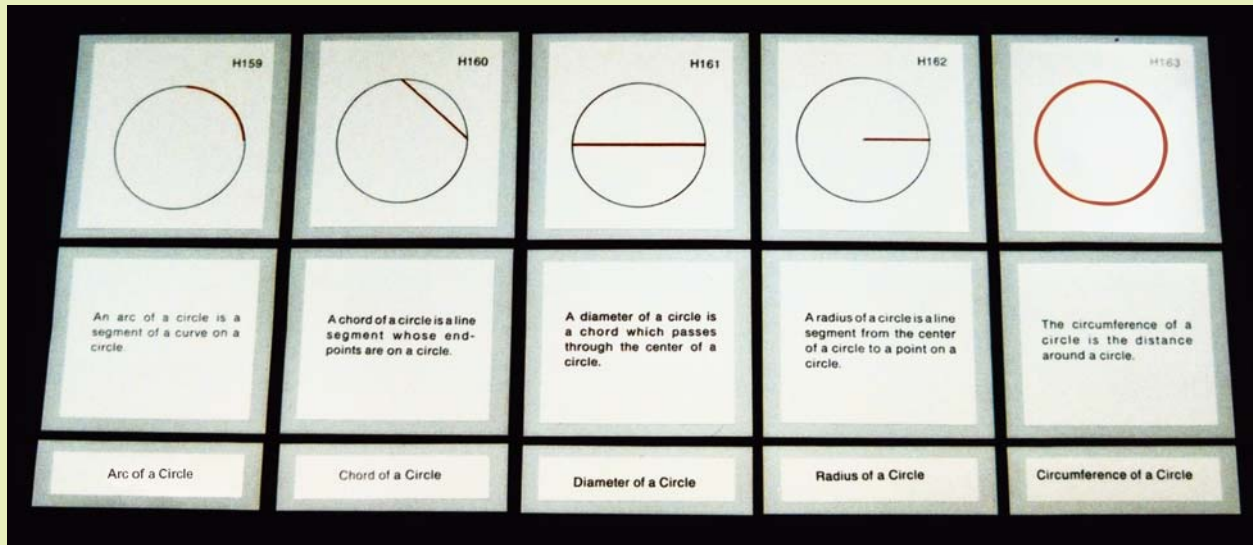 H159
H160
H161
H162
H163
An arc of a circle is a
segment of a curve on a
circle.
A chord of a circle is a line
segment whose end-
points are on a circle.
A diameter of a circle is
a chord which passes
through the center of a
circle.
A radius of a circle is a line
segment from the center
of a circle to a point on a
circle.
The circumference of a
circle is the distance
around a circle.
Arc of a Circle
Chord of a Circle
Diameter of a Circle
Radius of a Circle
Circumference of a Circle